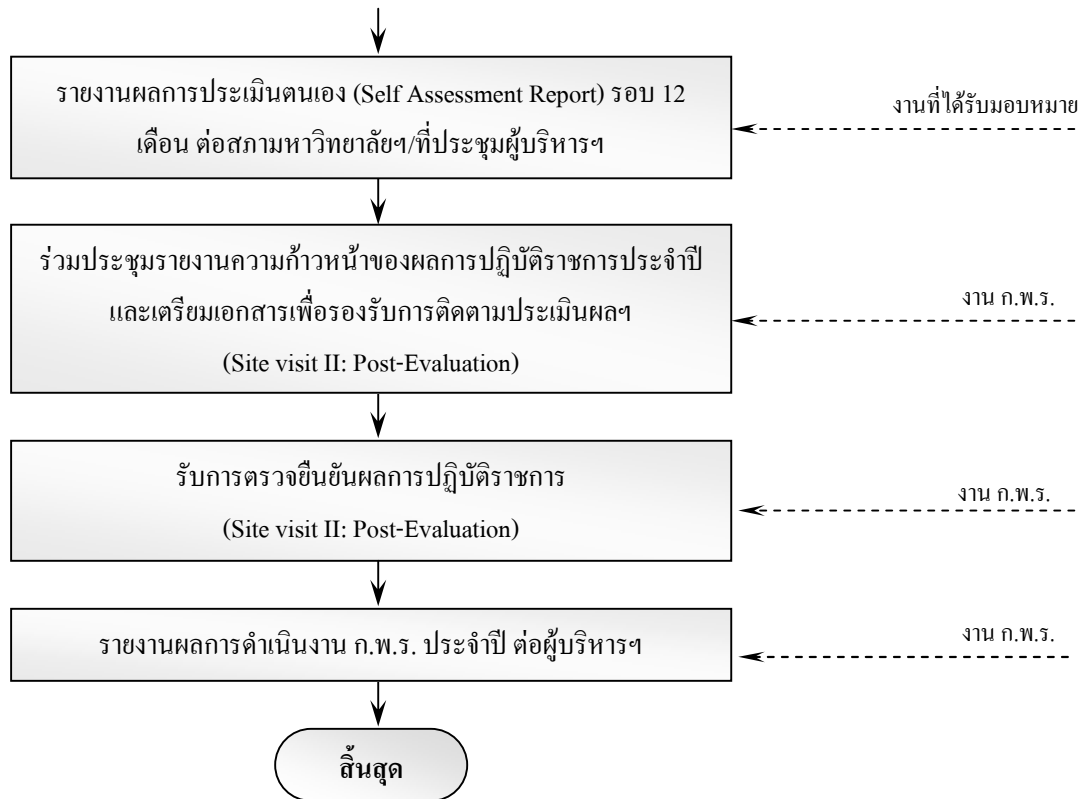 รายงานผลการประเมินตนเอง (Self Assessment Report) รอบ 12
เดือน ต่อสภามหาวิทยาลัยฯ/ที่ประชุมผู้บริหารฯ
งานที่ได้รับมอบหมาย
ร่วมประชุมรายงานความก้าวหน้าของผลการปฏิบัติราชการประจำปี
และเตรียมเอกสารเพื่อรองรับการติดตามประเมินผลฯ
(Site visit II: Post-Evaluation)
งาน ก.พ.ร.
รับการตรวจยืนยันผลการปฏิบัติราชการ
(Site visit II: Post-Evaluation)
งาน ก.พ.ร.
รายงานผลการดำเนินงาน ก.พ.ร. ประจำปี ต่อผู้บริหารฯ
งาน ก.พ.ร.
สิ้นสุด